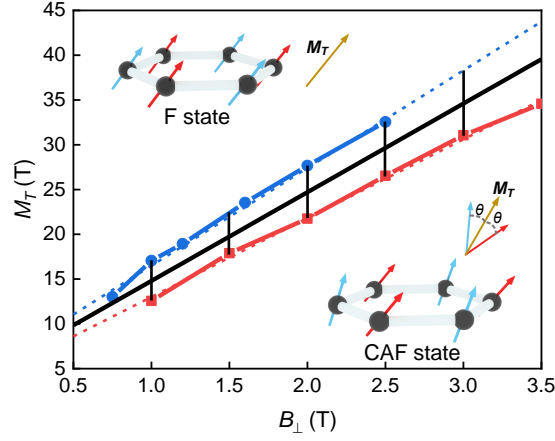 45
40
35
30
25
20
15
10
5
M_T (T)
M_T
F state
M_T
θ θ
CAF state
0.5 1.0 1.5 2.0 2.5 3.0 3.5
B_⊥ (T)